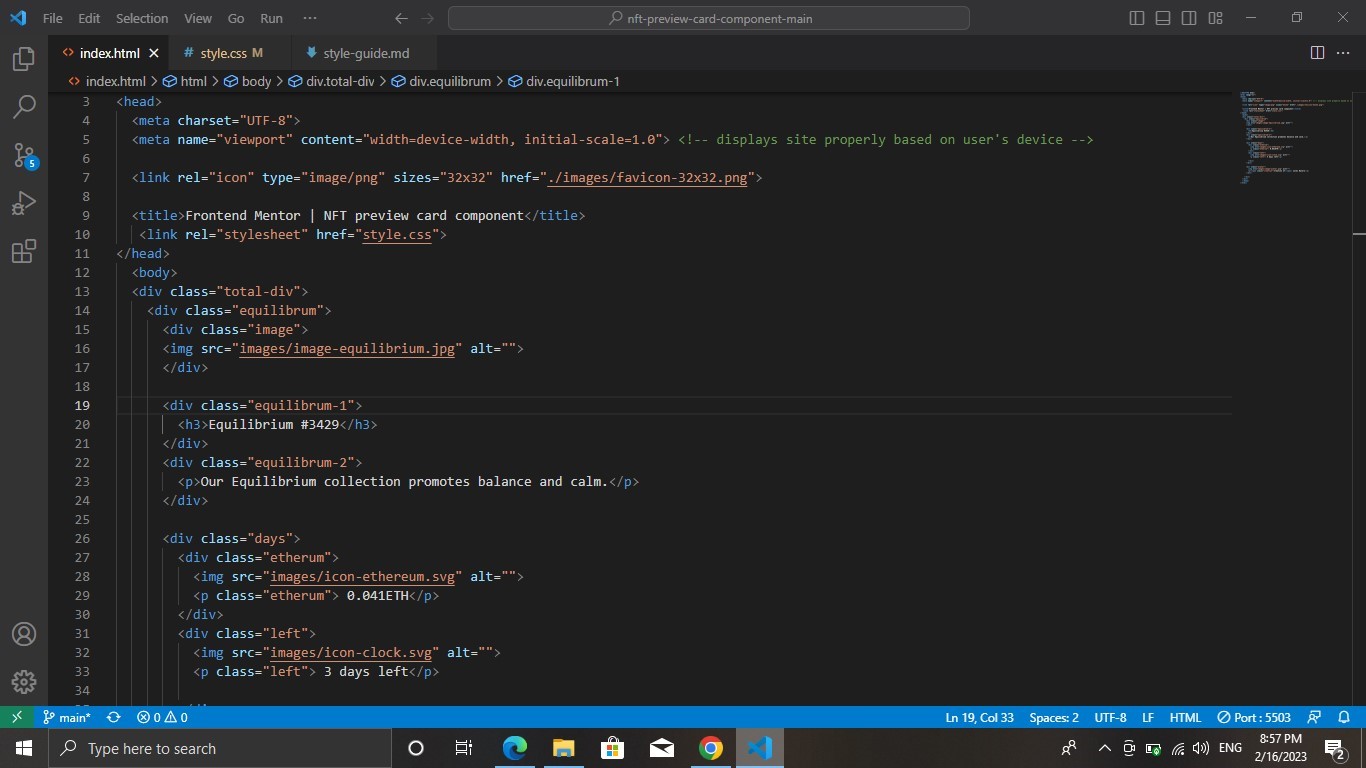 File Edit Selection View Go Run ···
nft-preview-card-component-main
index.html
# style.css M
style-guide.md
index.html > html > body > div.total-div > div.equilibrum > div.equilibrum-1
3 <head>
4 <meta charset="UTF-8">
5 <meta name="viewport" content="width=device-width, initial-scale=1.0"> <!-- displays site properly based on user's device -->
6
7 <link rel="icon" type="image/png" sizes="32x32" href="./images/favicon-32x32.png">
8
9 <title>Frontend Mentor | NFT preview card component</title>
10 <link rel="stylesheet" href="style.css">
11 </head>
12 <body>
13 <div class="total-div">
14 <div class="equilibrum">
15 <div class="image">
16 <img src="images/image-equilibrium.jpg" alt="">
17 </div>
18
19 <div class="equilibrum-1">
20 <h3>Equilibrium #3429</h3>
21 </div>
22 <div class="equilibrum-2">
23 <p>Our Equilibrium collection promotes balance and calm.</p>
24 </div>
25
26 <div class="days">
27 <div class="etherum">
28 <img src="images/icon-ethereum.svg" alt="">
29 <p class="etherum"> 0.041ETH</p>
30 </div>
31 <div class="left">
32 <img src="images/icon-clock.svg" alt="">
33 <p class="left"> 3 days left</p>
34
5
main* 0 0
Ln 19, Col 33 Spaces: 2 UTF-8 LF HTML Port : 5503
Type here to search
ENG
8:57 PM
2/16/2023
2